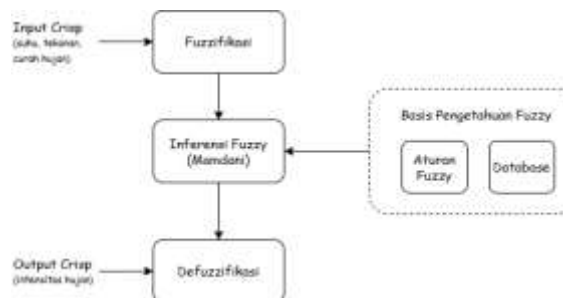 Input Crisp
(suhu, tekanan,
curah hujan)
Fuzzifikasi
Inferensi Fuzzy
(Mamdani)
Basis Pengetahuan Fuzzy
Aturan
Fuzzy
Database
Output Crisp
(intensitas hujan)
Defuzzifikasi